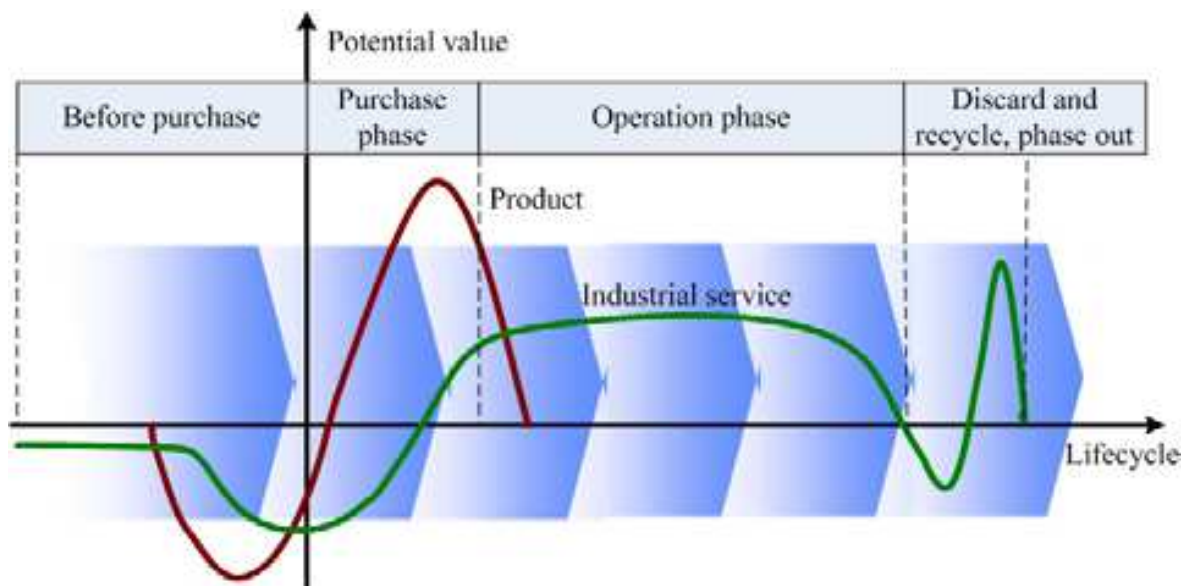 Potential value
Before purchase
Purchase
phase
Operation phase
Discard and
recycle, phase out
Product
Industrial service
Lifecycle